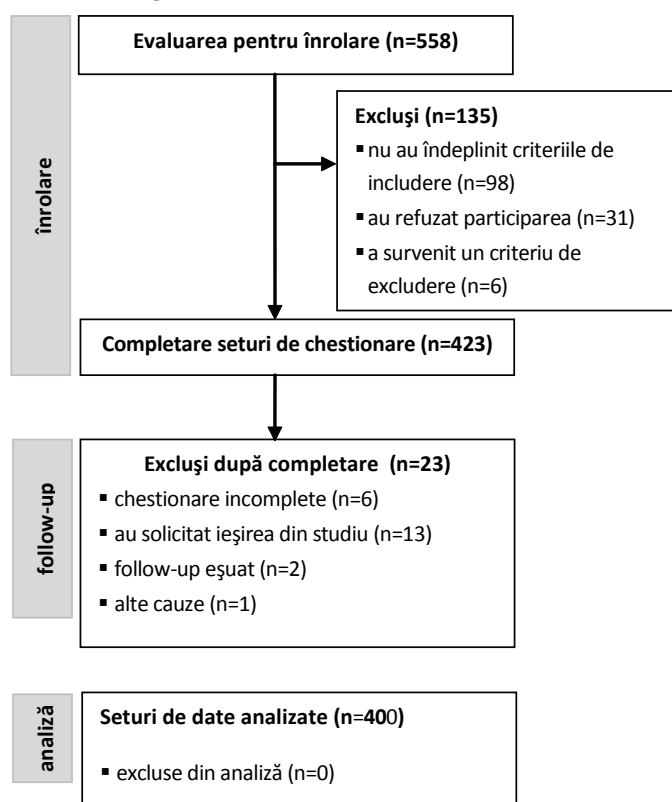 Evaluarea pentru înrolare (n=558)
Excluşi (n=135)
▪ nu au îndeplinit criteriile de
includere (n=98)
▪ au refuzat participarea (n=31)
▪ a survenit un criteriu de
excludere (n=6)
înrolare
Completare seturi de chestionare (n=423)
Excluşi după completare (n=23)
▪ chestionare incomplete (n=6)
▪ au solicitat ieşirea din studiu (n=13)
▪ follow-up eşuat (n=2)
▪ alte cauze (n=1)
follow-up
Seturi de date analizate (n=400)
▪ excluse din analiză (n=0)
analiză